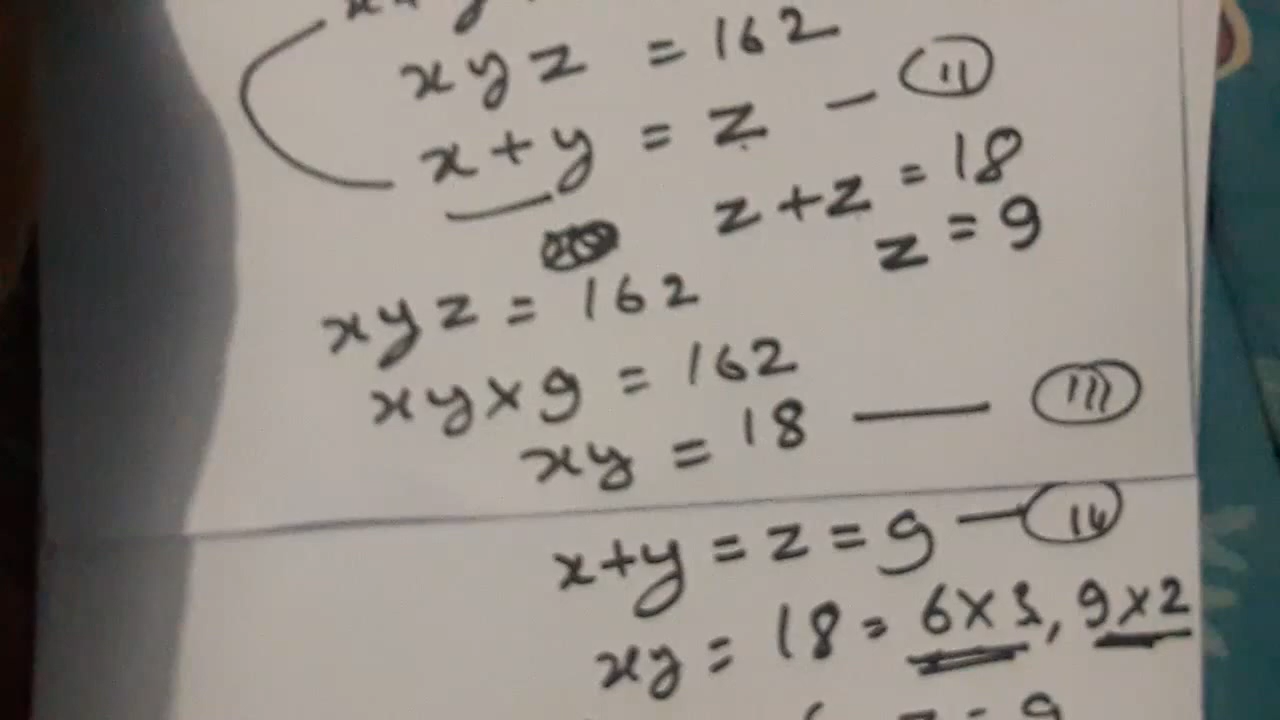 xyz = 162
x+y = z — (II)
z+z = 18
z = 9
xyz = 162
xy×9 = 162
xy = 18 — (III)
x+y = z = 9 — (IV)
xy = 18 = 6×3, 9×2